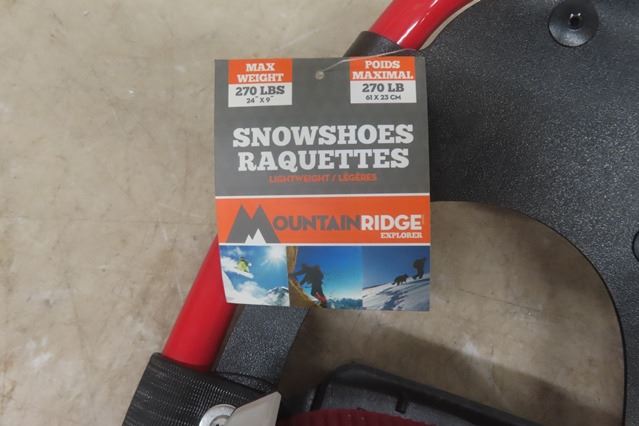 MAX
WEIGHT
270 LBS
24" X 9"
POIDS
MAXIMAL
270 LB
61 X 23 CM
SNOWSHOES
RAQUETTES
LIGHTWEIGHT / LÉGÈRES
MOUNTAINRIDGE
EXPLORER